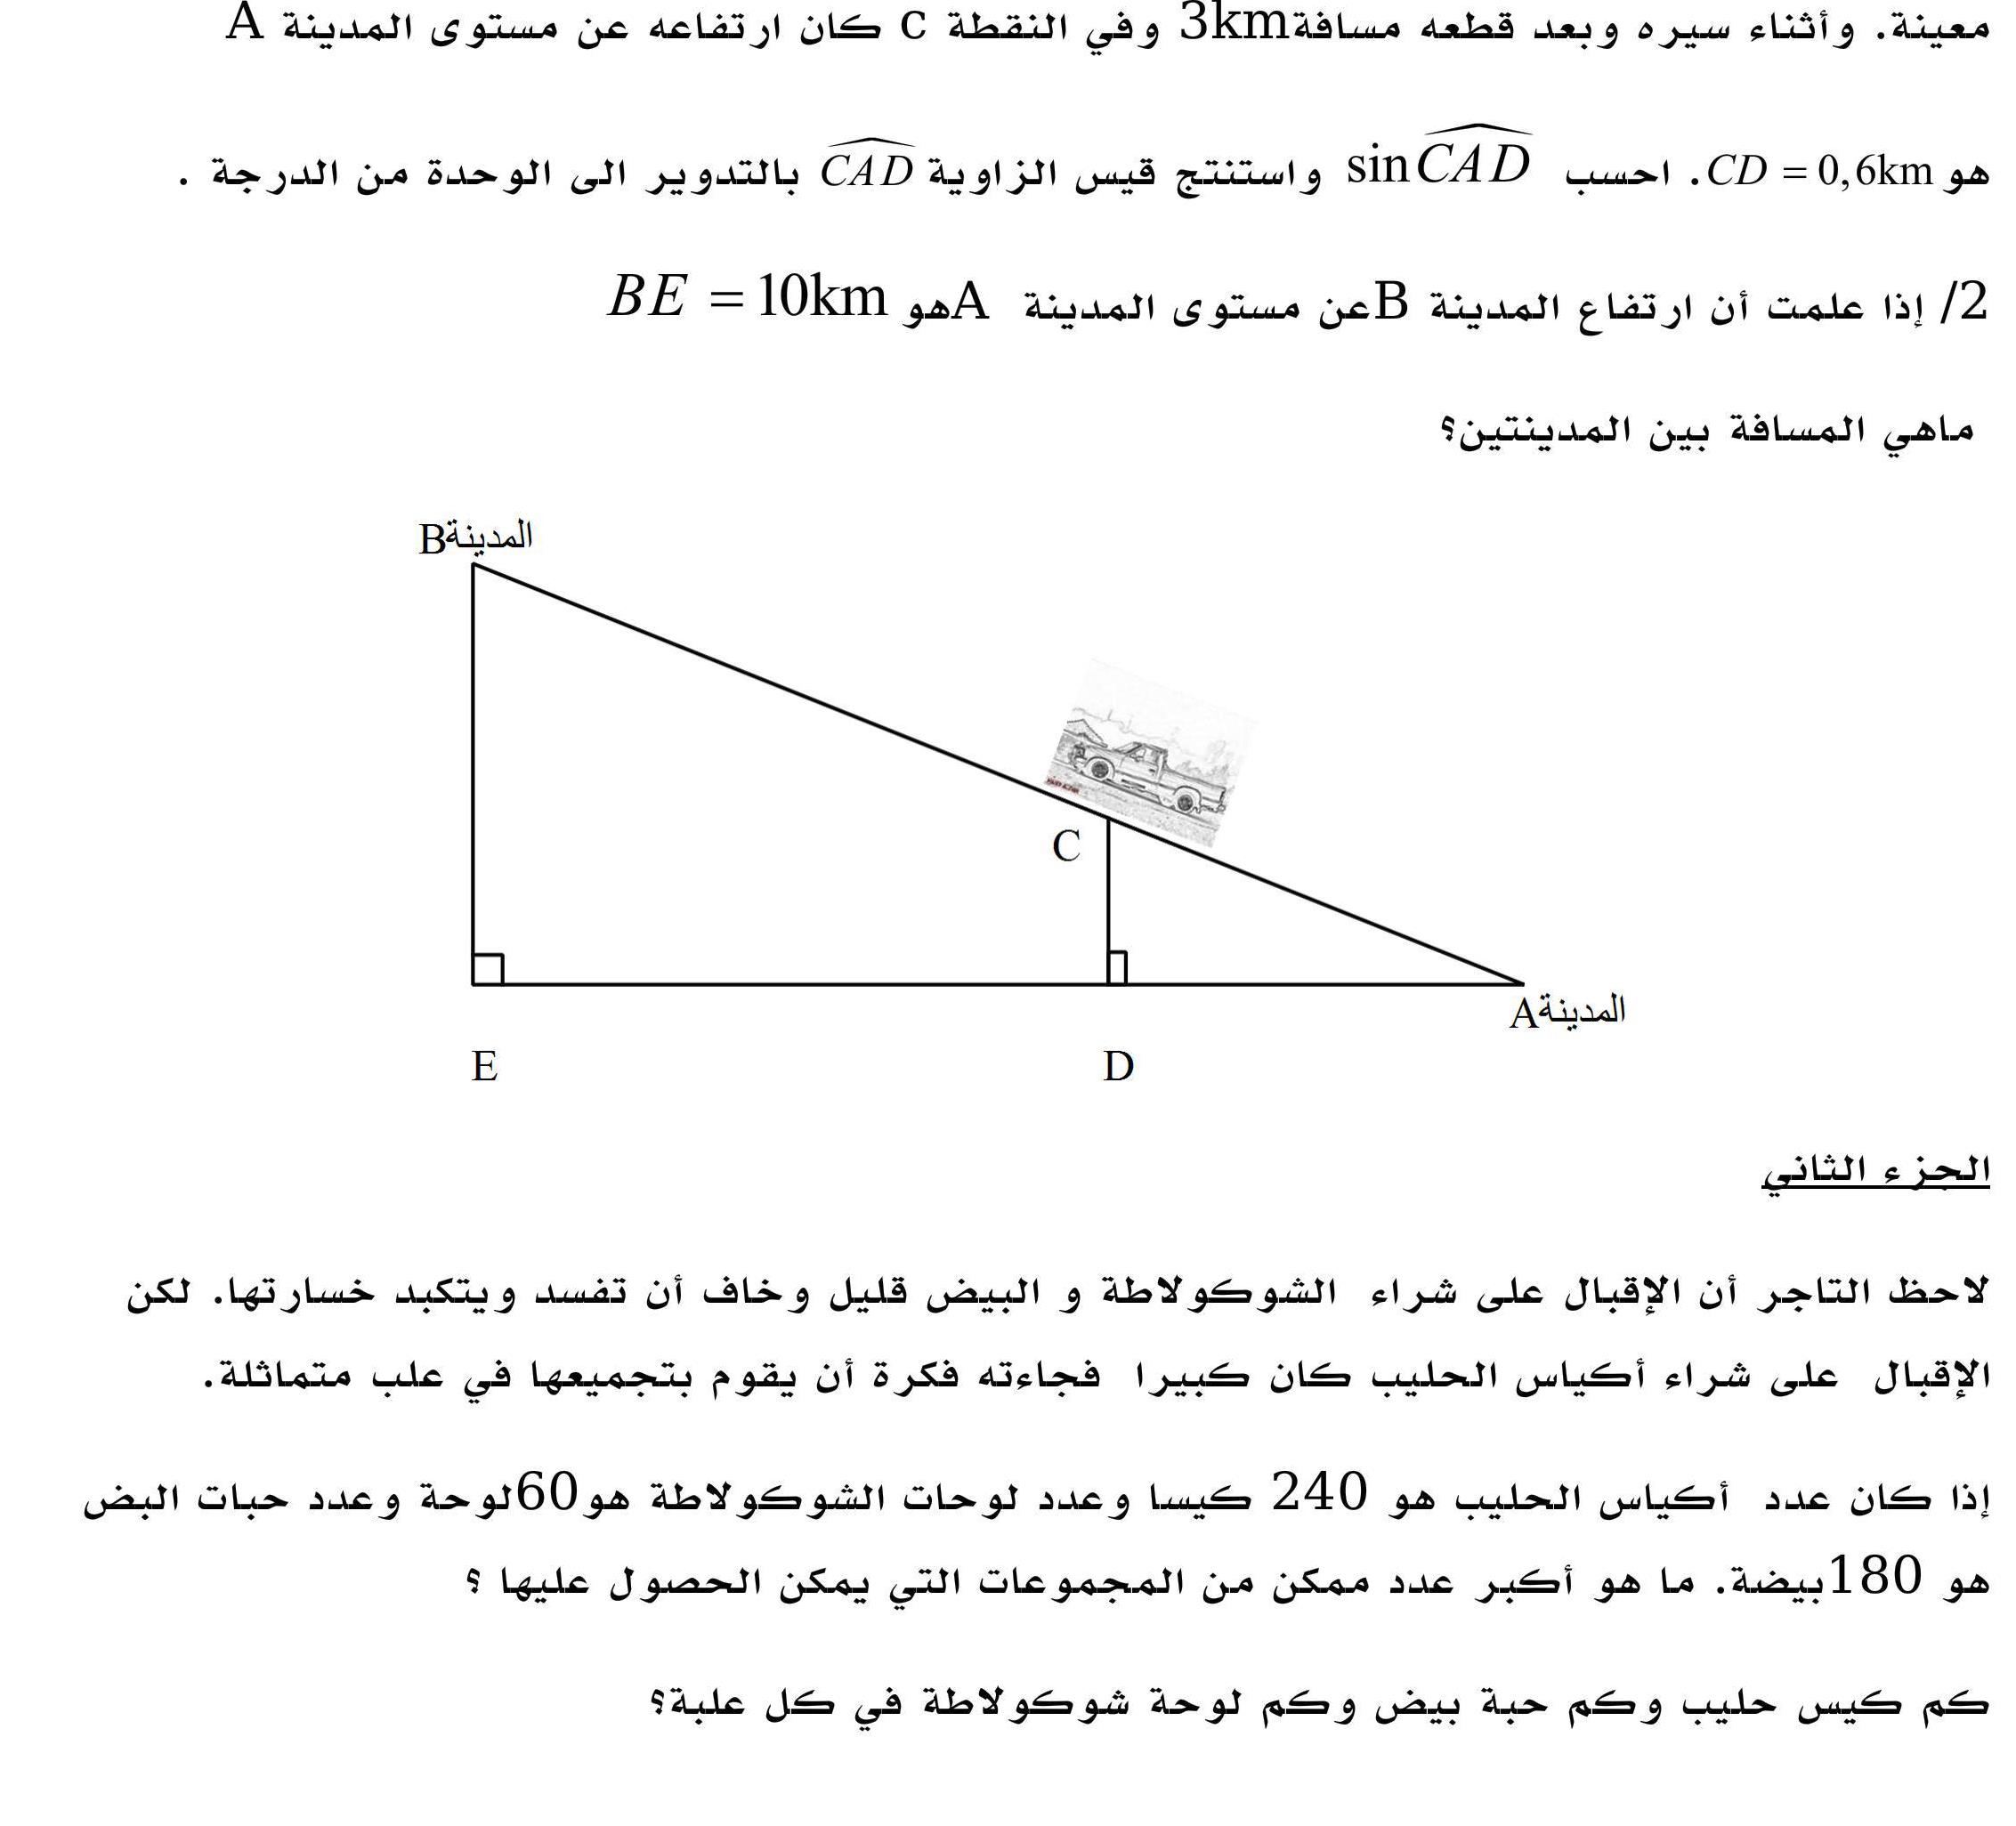 معينة. وأثناء سيره وبعد قطعه مسافة3km وفي النقطة c كان ارتفاعه عن مستوى المدينة A
هو CD = 0,6km. احسب sin CAD واستنتج قيس الزاوية CAD بالتدوير الى الوحدة من الدرجة .
2/ إذا علمت أن ارتفاع المدينة Bعن مستوى المدينة Aهو BE = 10km
ماهي المسافة بين المدينتين؟
المدينةB
C
المدينةA
E
D
الجزء الثاني
لاحظ التاجر أن الإقبال على شراء الشوكولاطة و البيض قليل وخاف أن تفسد ويتكبد خسارتها. لكن
الإقبال على شراء أكياس الحليب كان كبيرا فجاءته فكرة أن يقوم بتجميعها في علب متماثلة.
إذا كان عدد أكياس الحليب هو 240 كيسا وعدد لوحات الشوكولاطة هو60لوحة وعدد حبات البض
هو 180بيضة. ما هو أكبر عدد ممكن من المجموعات التي يمكن الحصول عليها ؟
كم كيس حليب وكم حبة بيض وكم لوحة شوكولاطة في كل علبة؟